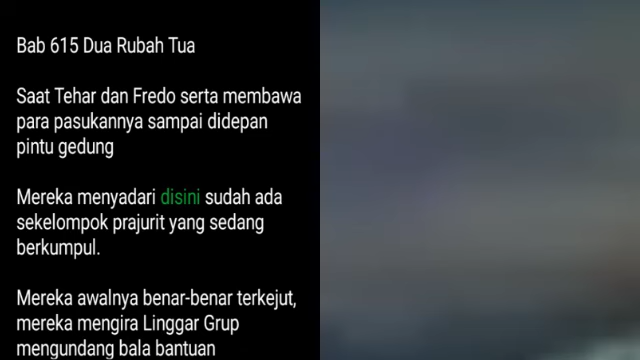 Bab 615 Dua Rubah Tua
Saat Tehar dan Fredo serta membawa
para pasukannya sampai didepan
pintu gedung
Mereka menyadari disini sudah ada
sekelompok prajurit yang sedang
berkumpul.
Mereka awalnya benar-benar terkejut,
mereka mengira Linggar Grup
mengundang bala bantuan